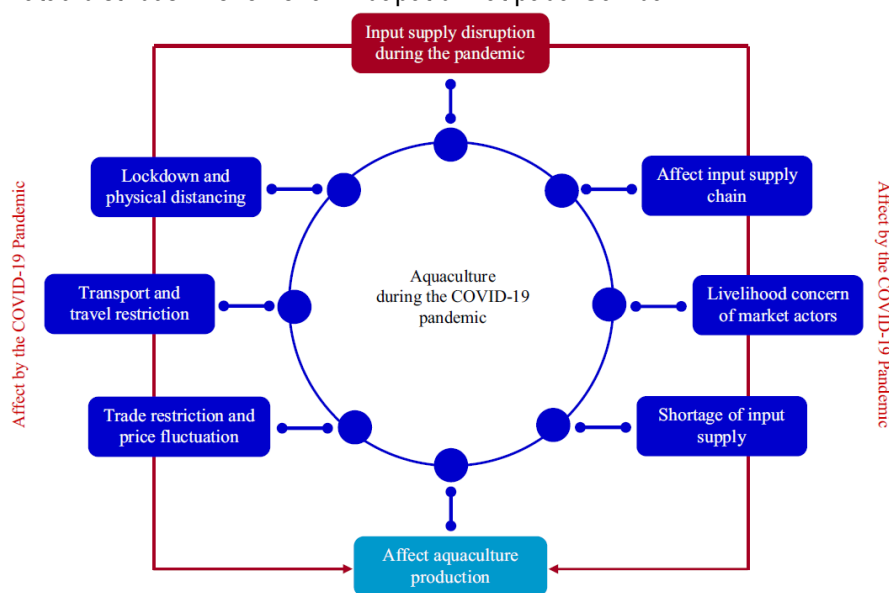 Input supply disruption
during the pandemic
Lockdown and
physical distancing
Affect input supply
chain
Affect by the COVID-19 Pandemic
Aquaculture
during the COVID-19
pandemic
Transport and
travel restriction
Livelihood concern
of market actors
Affect by the COVID-19 Pandemic
Trade restriction and
price fluctuation
Shortage of input
supply
Affect aquaculture
production